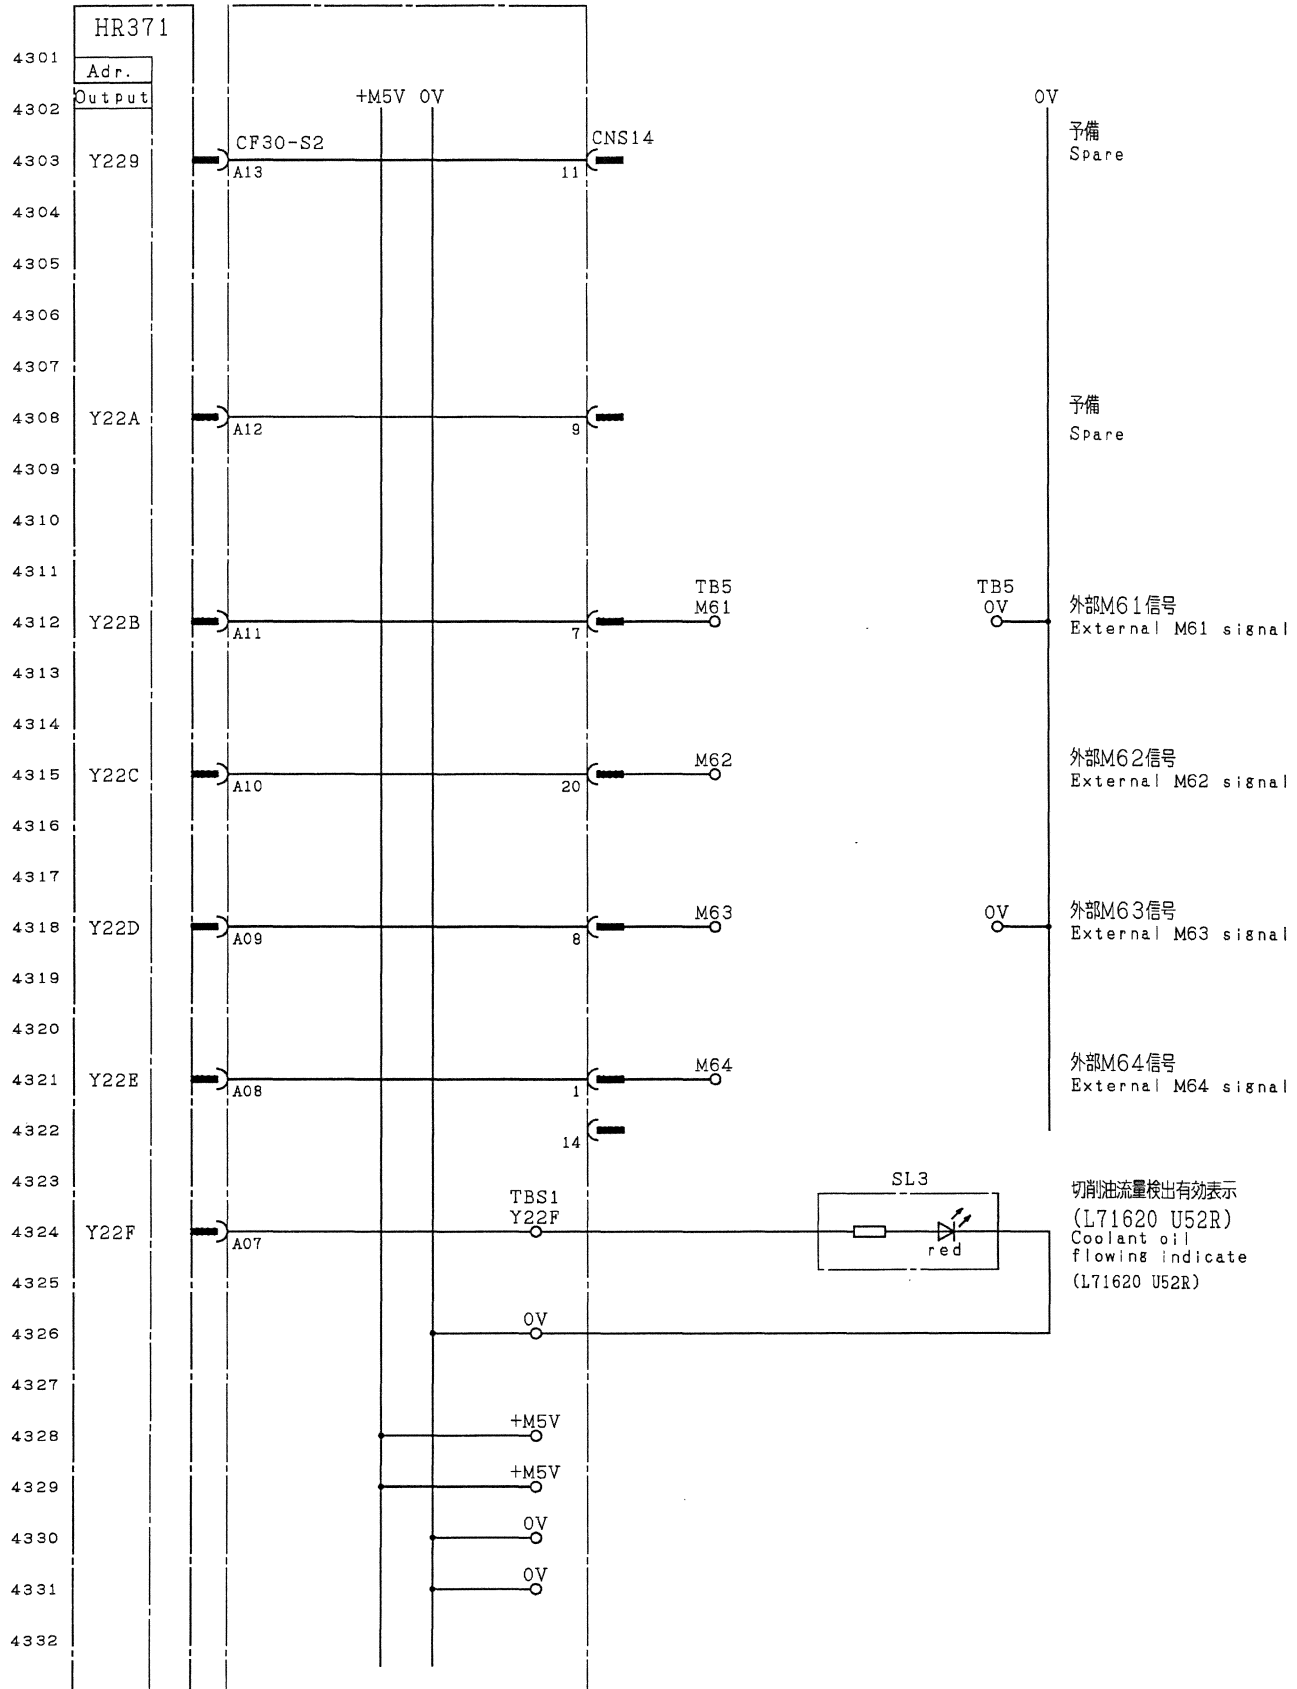 HR371
4301
Adr.
4302 Output +M5V 0V 0V
予備
4303 Y229 CF30-S2 CNS14 Spare
A13 11
4304
4305
4306
4307
予備
4308 Y22A
A12 9 Spare
4309
4310
4311
TB5 TB5
M61 0V 外部M61信号
4312 Y22B
A11 7 External M61 signal
4313
4314
M62 外部M62信号
4315 Y22C
A10 20 External M62 signal
4316
4317
M63 0V 外部M63信号
4318 Y22D
A09 8 External M63 signal
4319
4320
M64 外部M64信号
4321 Y22E
A08 1 External M64 signal
4322
14
4323
SL3 切削油流量検出有効表示
TBS1
Y22F (L71620 U52R)
4324 Y22F
A07 red Coolant oil
flowing indicate
4325 (L71620 U52R)
0V
4326
4327
+M5V
4328
+M5V
4329
0V
4330
0V
4331
4332